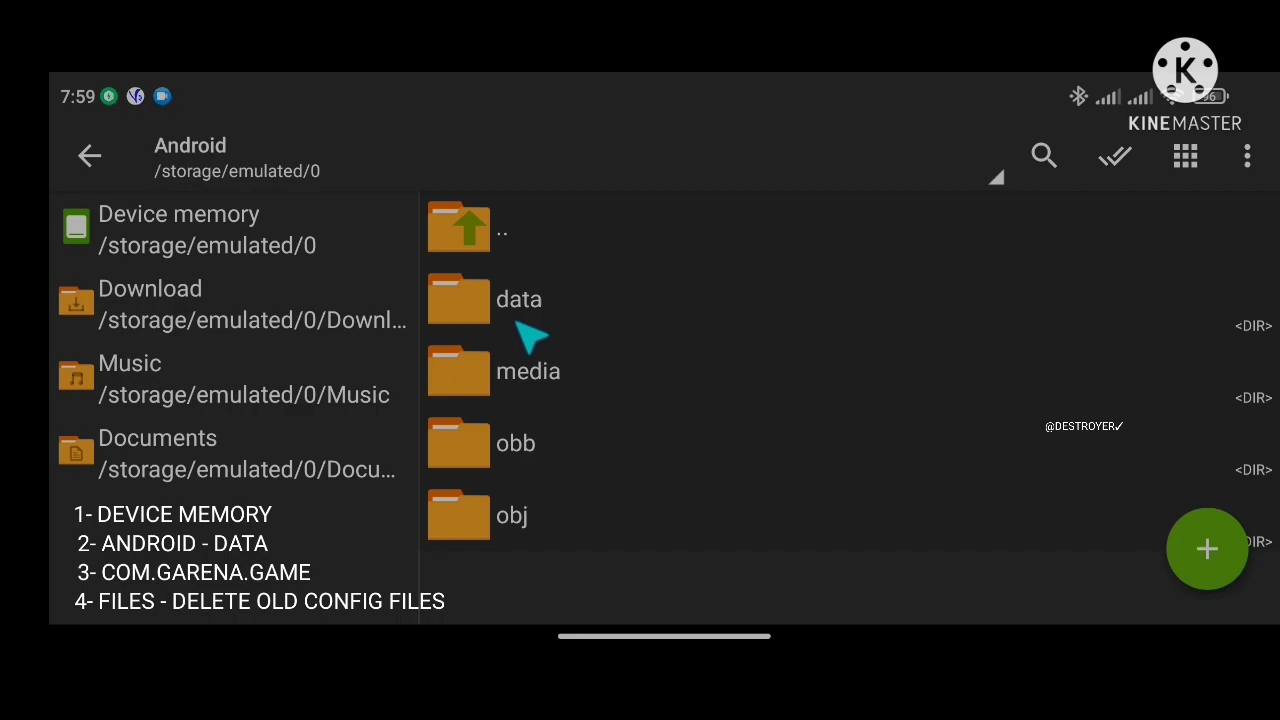 K
KINEMASTER
7:59
96
Android
/storage/emulated/0
Device memory
/storage/emulated/0
Download
/storage/emulated/0/Downl...
Music
/storage/emulated/0/Music
Documents
/storage/emulated/0/Docu...
..
data
<DIR>
media
<DIR>
@DESTROYER✓
obb
<DIR>
obj
DIR>
+
1- DEVICE MEMORY
2- ANDROID - DATA
3- COM.GARENA.GAME
4- FILES - DELETE OLD CONFIG FILES